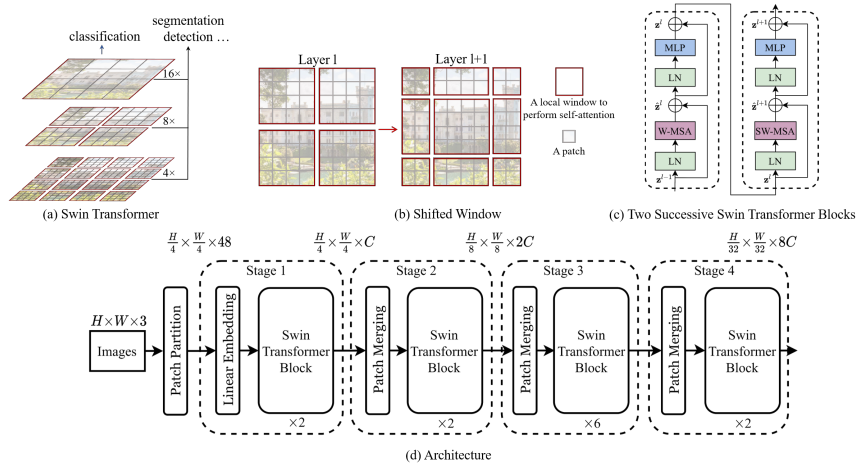 classification
segmentation
detection ...
16×
8×
4×
(a) Swin Transformer
Layer l
Layer l+1
A local window to
perform self-attention
A patch
(b) Shifted Window
z^l
MLP
LN
ẑ^l
W-MSA
LN
z^{l-1}
z^{l+1}
MLP
LN
ẑ^{l+1}
SW-MSA
LN
z^l
(c) Two Successive Swin Transformer Blocks
H/4 × W/4 × 48
H/4 × W/4 × C
H/8 × W/8 × 2C
H/32 × W/32 × 8C
Stage 1
Stage 2
Stage 3
Stage 4
H×W×3
Images
Patch Partition
Linear Embedding
Swin
Transformer
Block
×2
Patch Merging
Swin
Transformer
Block
×2
Patch Merging
Swin
Transformer
Block
×6
Patch Merging
Swin
Transformer
Block
×2
(d) Architecture